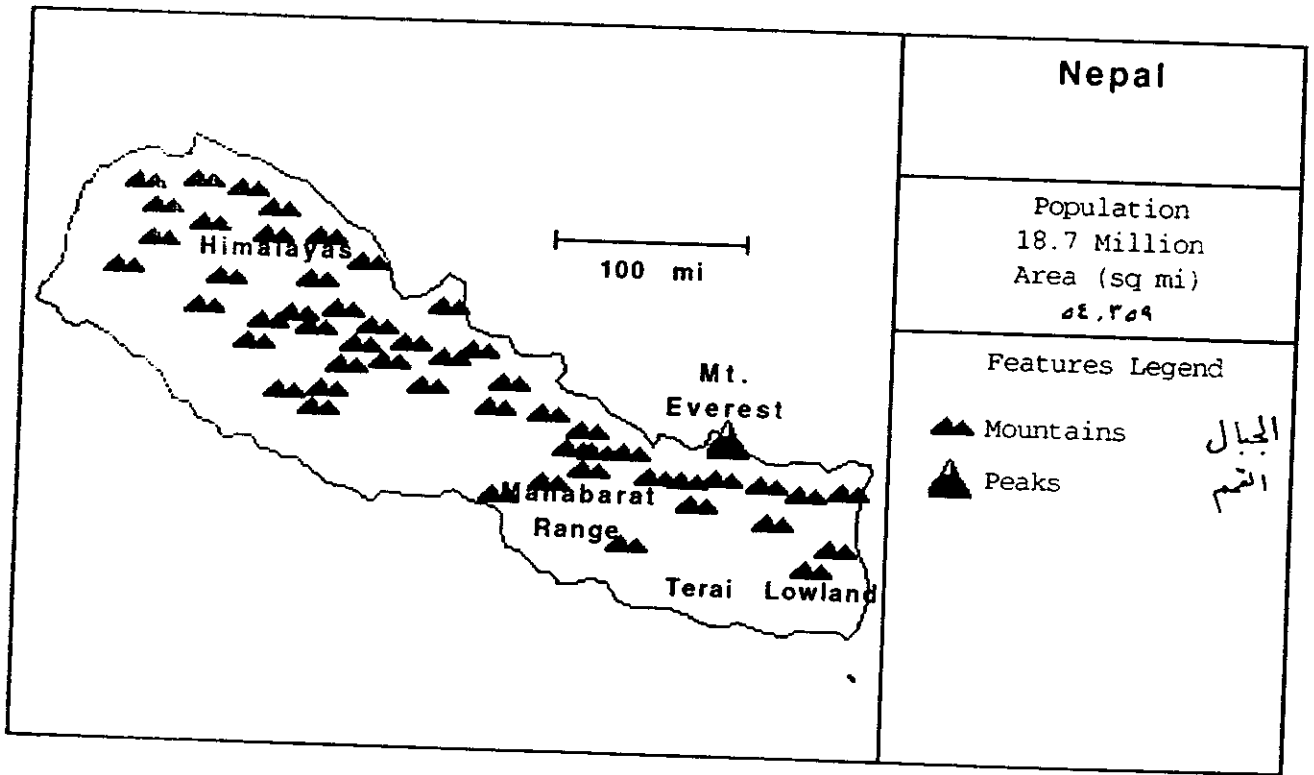 Nepal
Population
18.7 Million
Area (sq mi)
٥٤,٣٥٩
Himalayas
100 mi
Mt.
Everest
Mahabarat
Range
Terai Lowland
Features Legend
Mountains الجبال
Peaks القمم